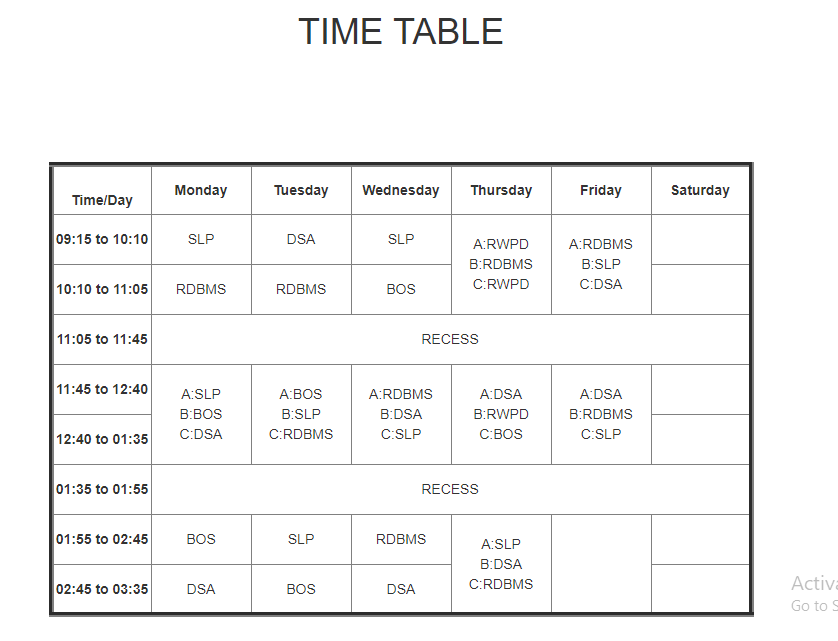 TIME TABLE
Time/Day Monday Tuesday Wednesday Thursday Friday Saturday
09:15 to 10:10 SLP DSA SLP
A:RWPD A:RDBMS
B:RDBMS B:SLP
C:RWPD C:DSA
10:10 to 11:05 RDBMS RDBMS BOS
11:05 to 11:45 RECESS
11:45 to 12:40
A:SLP A:BOS A:RDBMS A:DSA A:DSA
B:BOS B:SLP B:DSA B:RWPD B:RDBMS
C:DSA C:RDBMS C:SLP C:BOS C:SLP
12:40 to 01:35
01:35 to 01:55 RECESS
01:55 to 02:45 BOS SLP RDBMS
A:SLP
B:DSA
C:RDBMS
02:45 to 03:35 DSA BOS DSA
Activa
Go to S